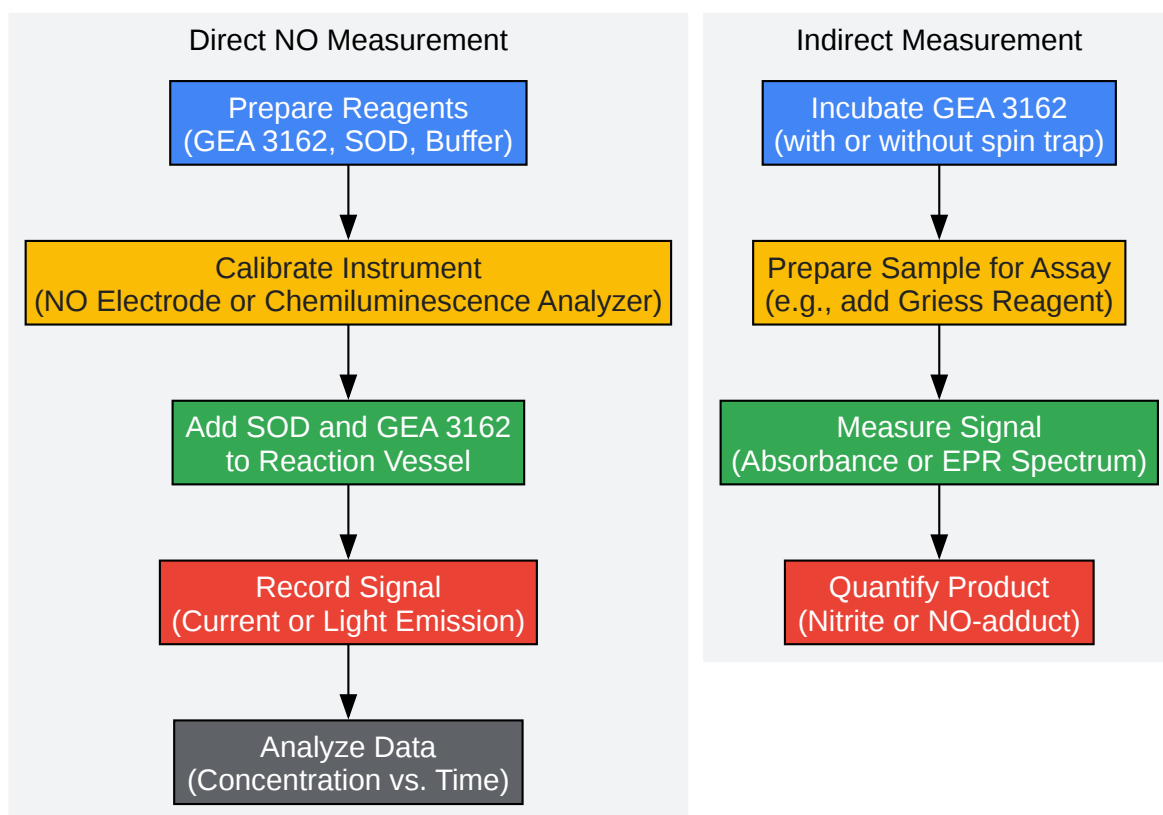 Direct NO Measurement
Prepare Reagents
(GEA 3162, SOD, Buffer)
Calibrate Instrument
(NO Electrode or Chemiluminescence Analyzer)
Add SOD and GEA 3162
to Reaction Vessel
Record Signal
(Current or Light Emission)
Analyze Data
(Concentration vs. Time)
Indirect Measurement
Incubate GEA 3162
(with or without spin trap)
Prepare Sample for Assay
(e.g., add Griess Reagent)
Measure Signal
(Absorbance or EPR Spectrum)
Quantify Product
(Nitrite or NO-adduct)